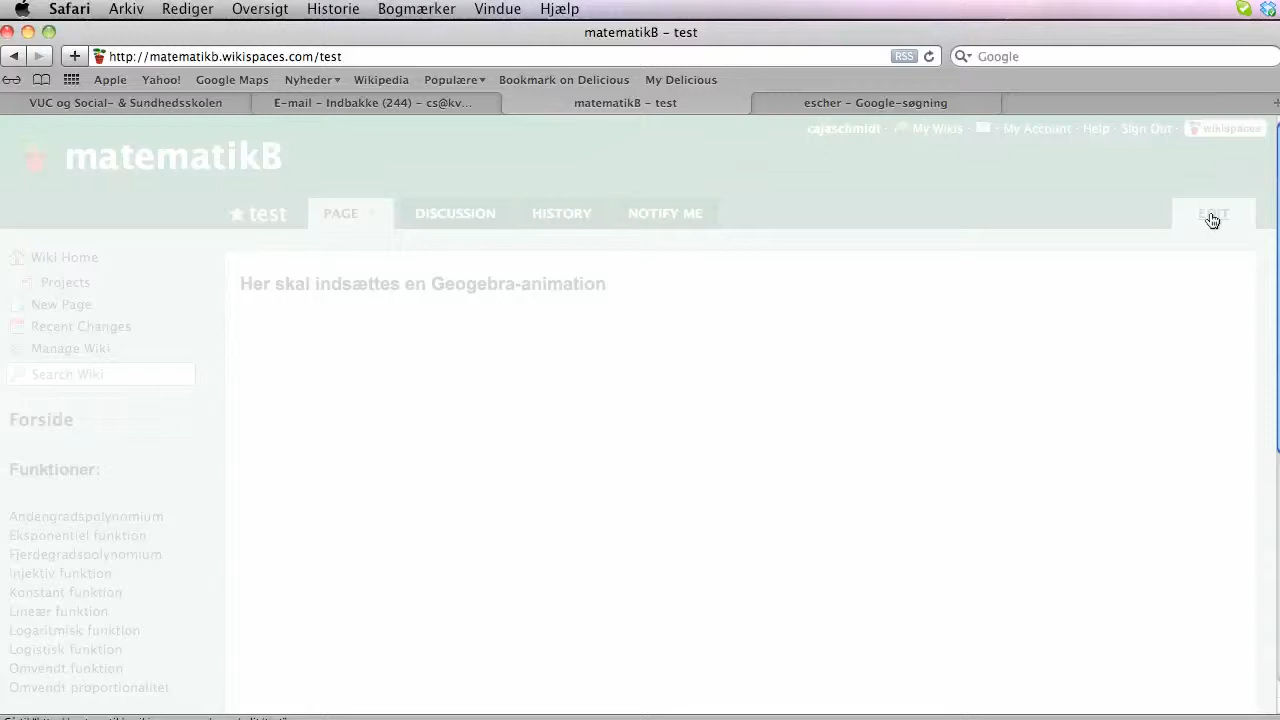 Safari Arkiv Rediger Oversigt Historie Bogmærker Vindue Hjælp
matematikB – test
http://matematikb.wikispaces.com/test RSS Google
Apple Yahoo! Google Maps Nyheder Wikipedia Populære Bookmark on Delicious My Delicious
VUC og Social- & Sundhedsskolen E-mail – Indbakke (244) – cs@kv... matematikB – test escher – Google-søgning
cajaschmidt · My Wikis · My Account · Help · Sign Out · wikispaces
matematikB
test PAGE DISCUSSION HISTORY NOTIFY ME EDIT
Wiki Home
Projects
New Page
Recent Changes
Manage Wiki
Search Wiki
Her skal indsættes en Geogebra-animation
Forside
Funktioner:
Andengradspolynomium
Eksponentiel funktion
Fjerdegradspolynomium
Injektiv funktion
Konstant funktion
Lineær funktion
Logaritmisk funktion
Logistisk funktion
Omvendt funktion
Omvendt proportionalitet